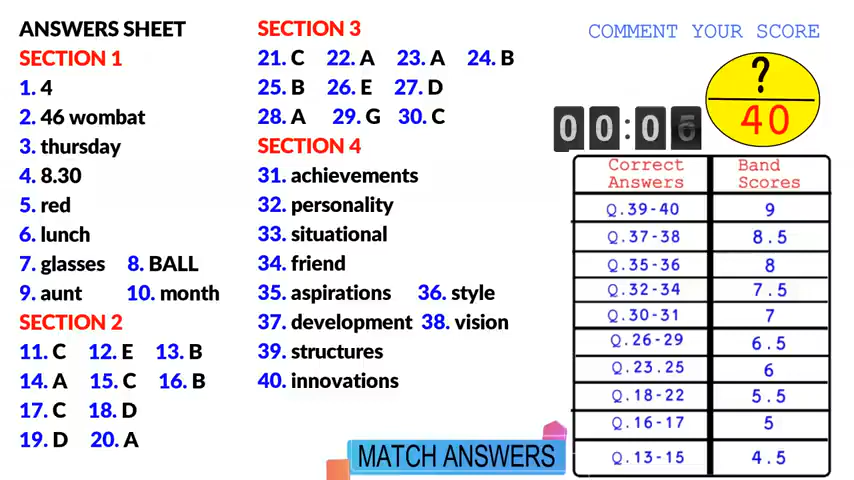 ANSWERS SHEET
SECTION 1
1. 4
2. 46 wombat
3. thursday
4. 8.30
5. red
6. lunch
7. glasses 8. BALL
9. aunt 10. month
SECTION 2
11. C 12. E 13. B
14. A 15. C 16. B
17. C 18. D
19. D 20. A
SECTION 3
21. C 22. A 23. A 24. B
25. B 26. E 27. D
28. A 29. G 30. C
SECTION 4
31. achievements
32. personality
33. situational
34. friend
35. aspirations 36. style
37. development 38. vision
39. structures
40. innovations
MATCH ANSWERS
COMMENT YOUR SCORE
?
40
00:0
Correct Answers Band Scores
Q.39-40 9
Q.37-38 8.5
Q.35-36 8
Q.32-34 7.5
Q.30-31 7
Q.26-29 6.5
Q.23.25 6
Q.18-22 5.5
Q.16-17 5
Q.13-15 4.5